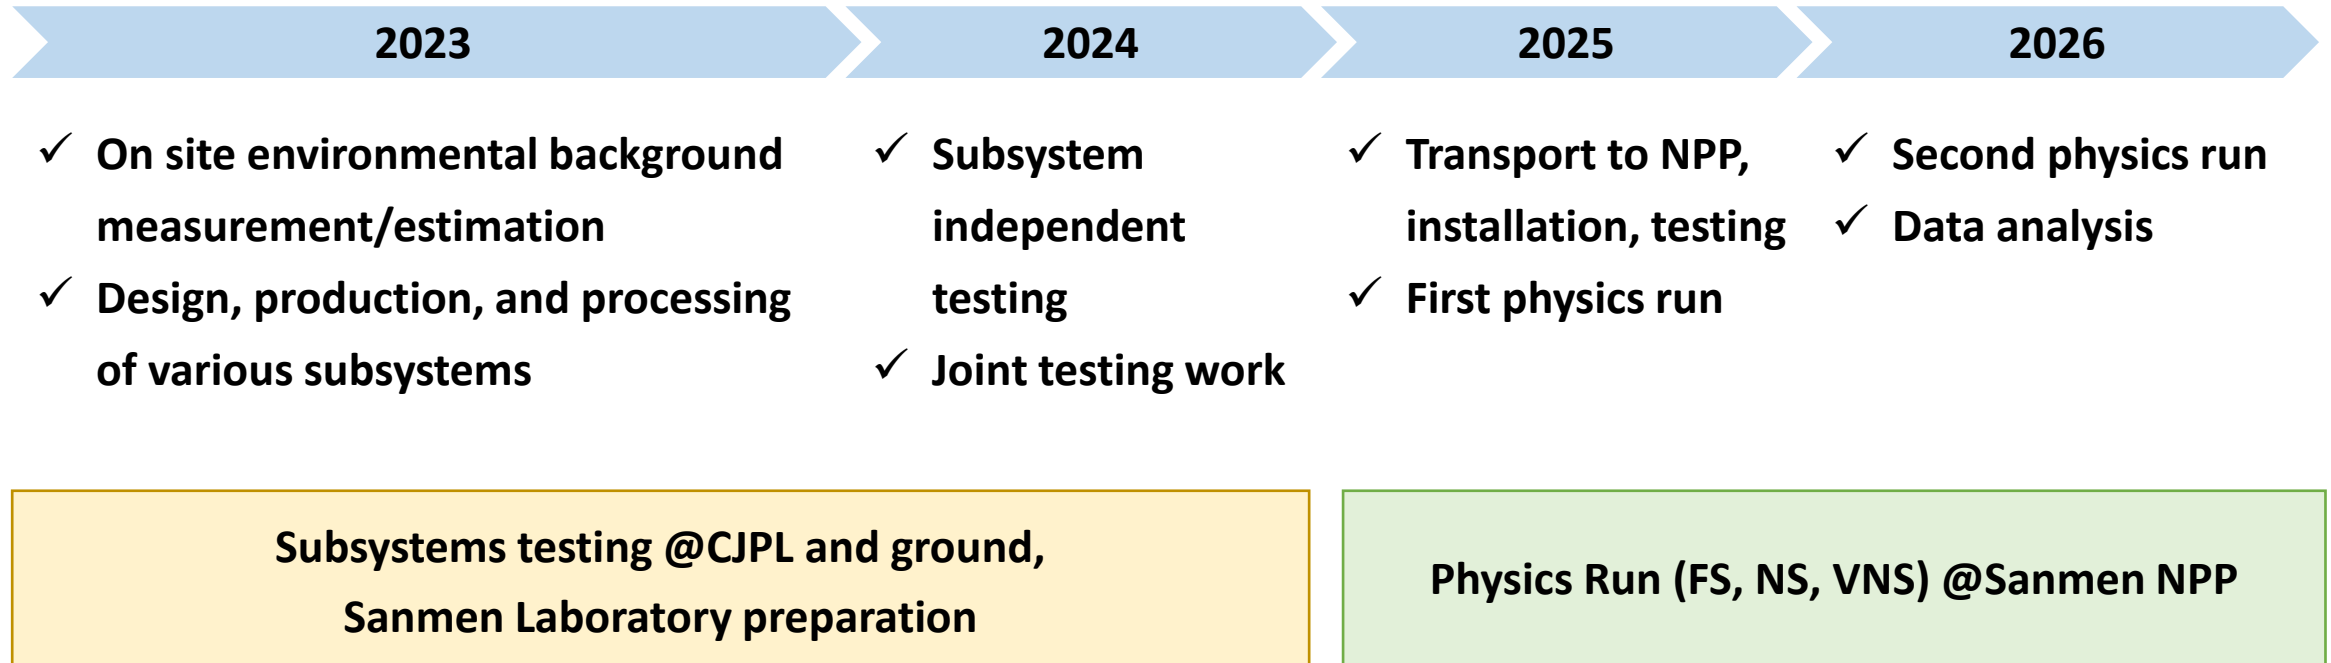 2023
2024
2025
2026
✓ On site environmental background
measurement/estimation
✓ Design, production, and processing
of various subsystems
✓ Subsystem
independent
testing
✓ Joint testing work
✓ Transport to NPP,
installation, testing
✓ First physics run
✓ Second physics run
✓ Data analysis
Subsystems testing @CJPL and ground,
Sanmen Laboratory preparation
Physics Run (FS, NS, VNS) @Sanmen NPP